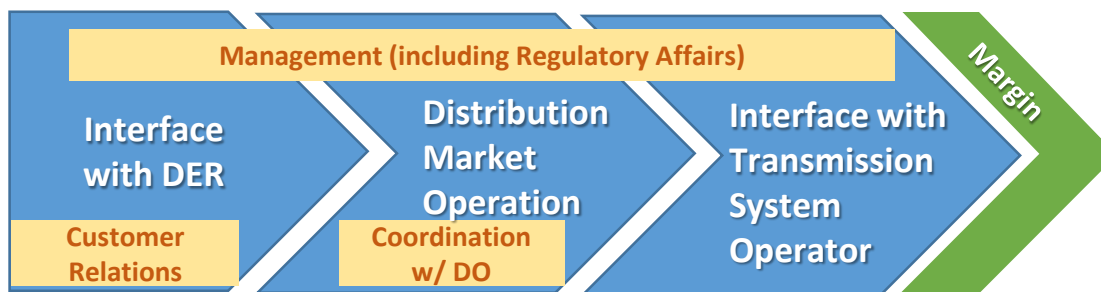 Management (including Regulatory Affairs)
Interface
with DER
Customer
Relations
Distribution
Market
Operation
Coordination
w/ DO
Interface with
Transmission
System
Operator
Margin